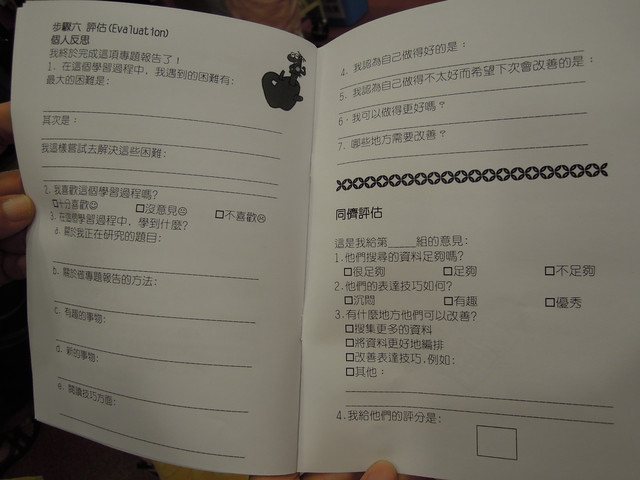 步驟六 評估(Evaluation)
個人反思
我終於完成這項專題報告了！
1. 在這個學習過程中，我遇到的困難有：
最大的困難是：
其次是：
我這樣嘗試去解決這些困難：
2. 我喜歡這個學習過程嗎？
□十分喜歡☺ □沒意見😐 □不喜歡☹
3. 在這個學習過程中，學到什麼？
a. 關於我正在研究的題目：
b. 關於做專題報告的方法：
c. 有趣的事物：
d. 新的事物：
e. 閱讀技巧方面：
4. 我認為自己做得好的是：
5. 我認為自己做得不太好而希望下次會改善的是：
6. 我可以做得更好嗎？
7. 哪些地方需要改善？
同儕評估
這是我給第____組的意見：
1.他們搜尋的資料足夠嗎？
□很足夠 □足夠 □不足夠
2.他們的表達技巧如何？
□沉悶 □有趣 □優秀
3.有什麼地方他們可以改善？
□搜集更多的資料
□將資料更好地編排
□改善表達技巧，例如：
□其他：
4.我給他們的評分是：